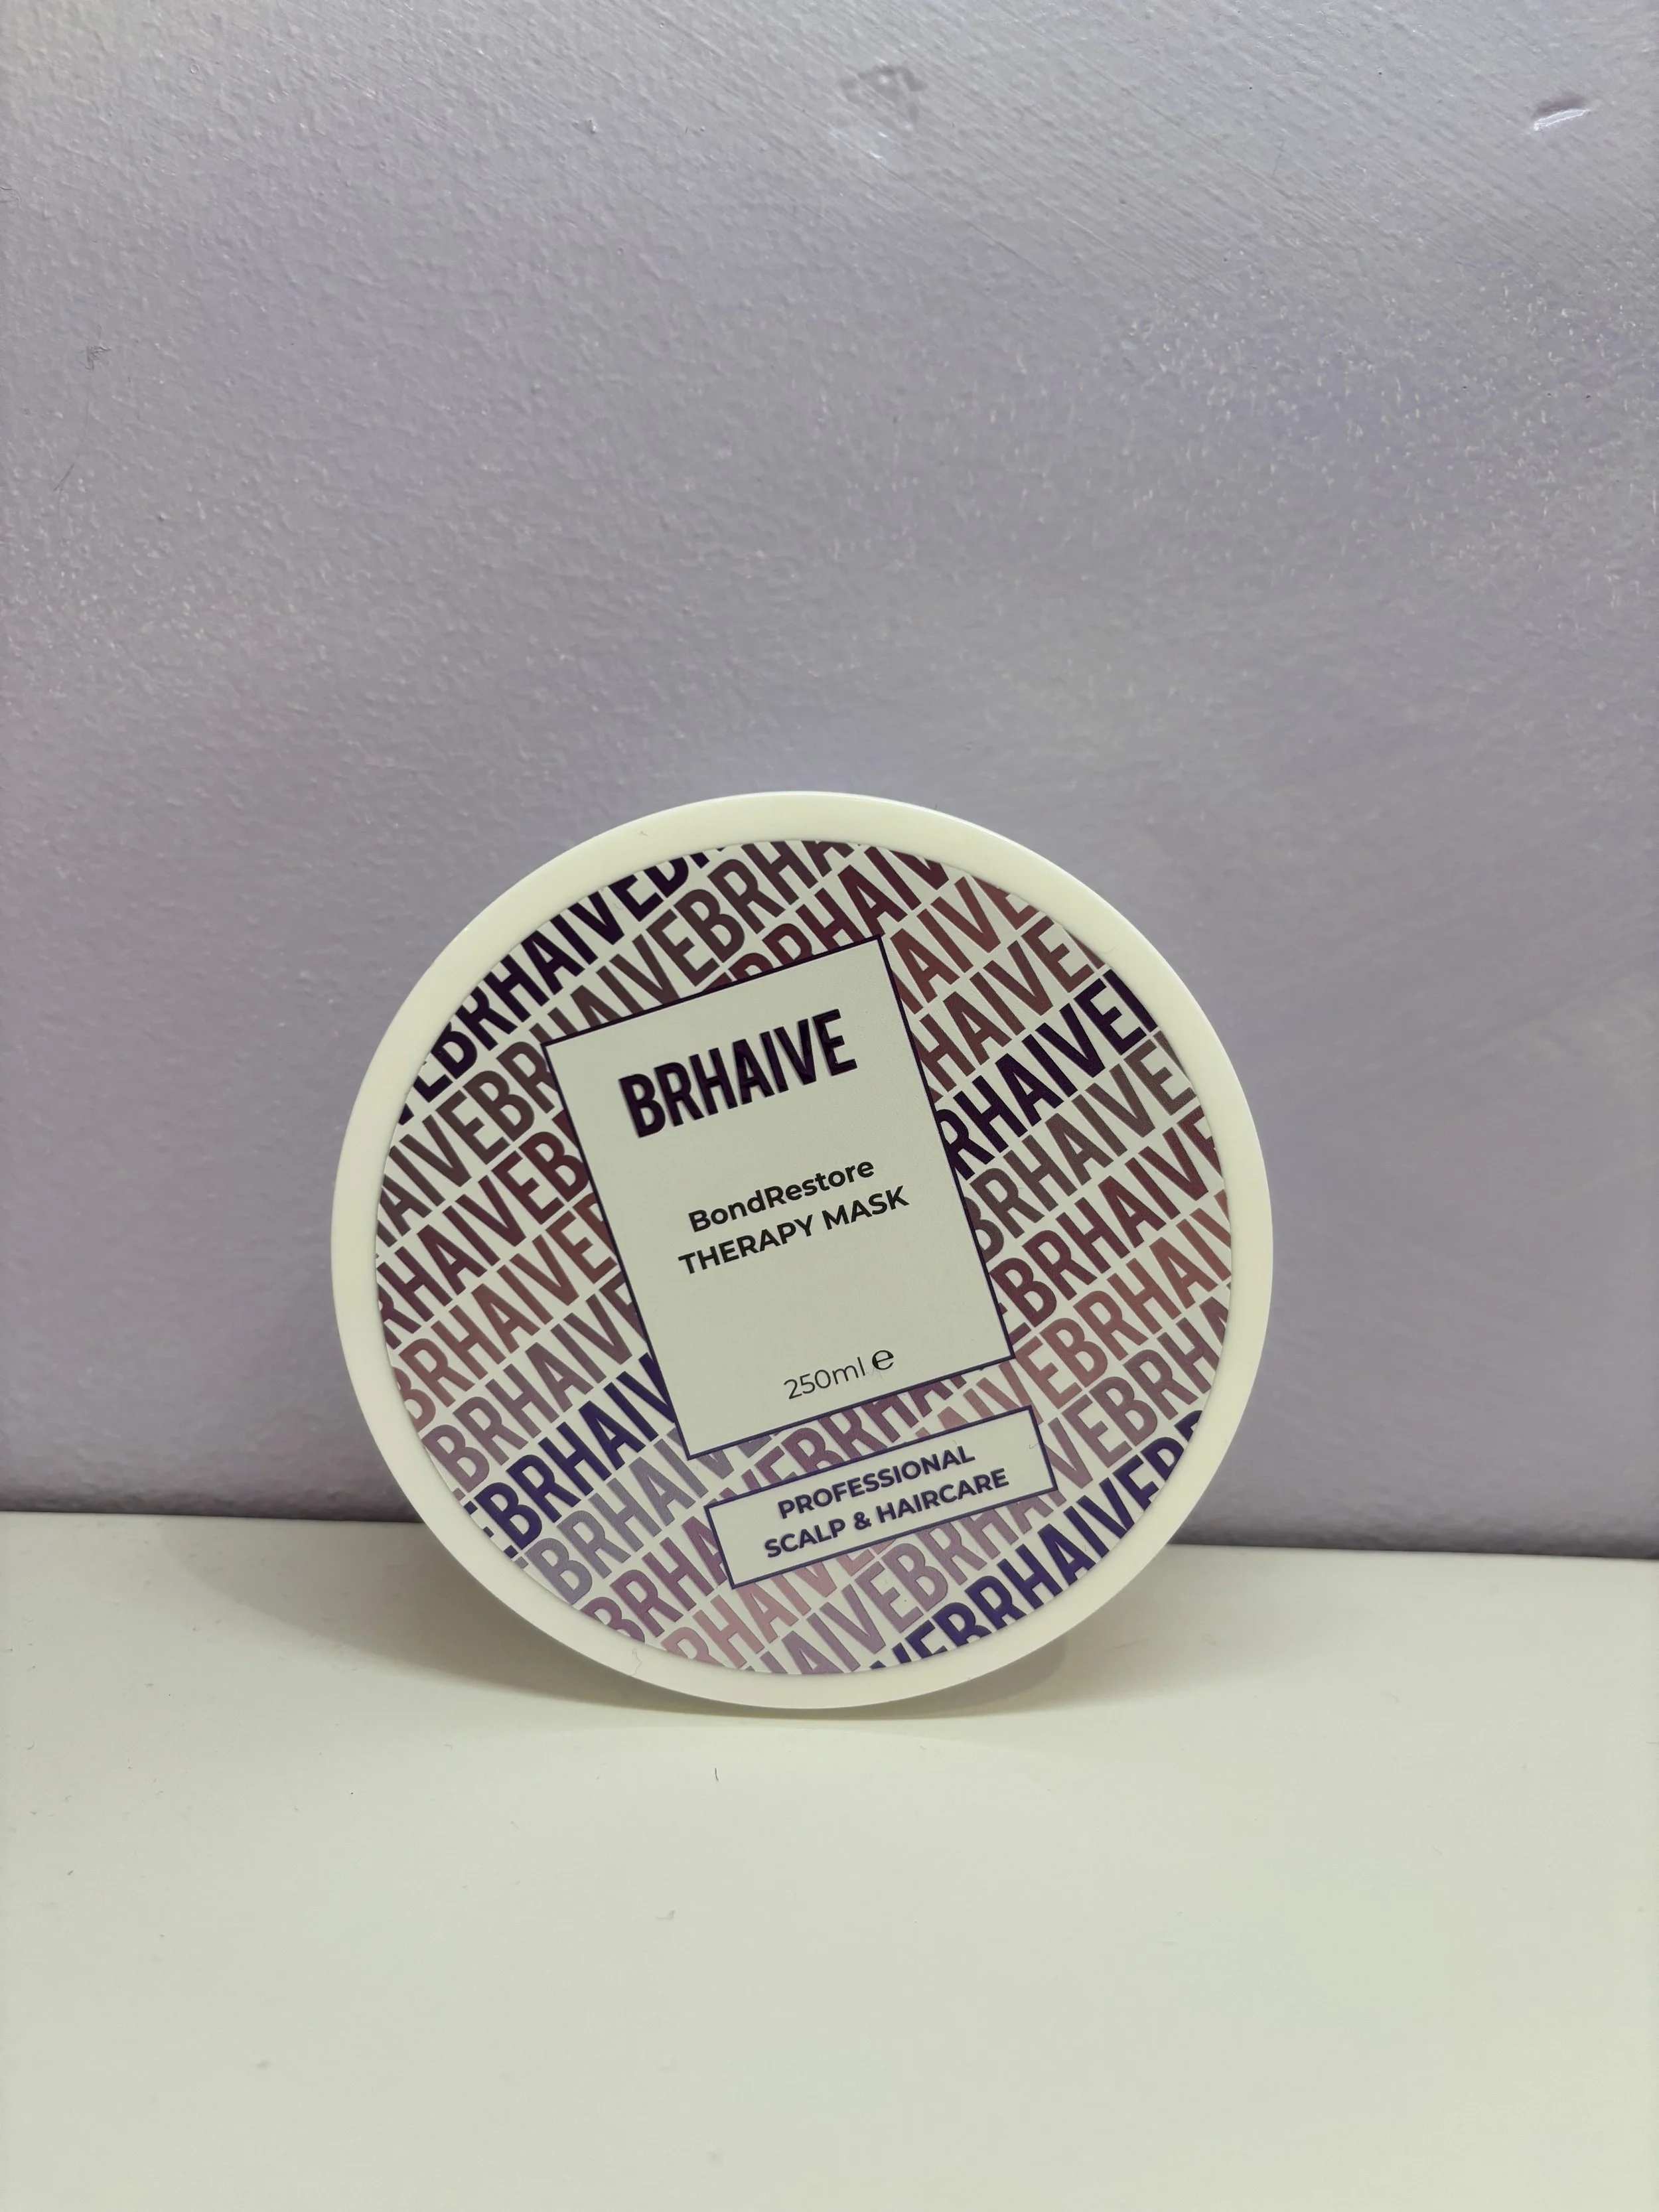 BRHAIVE
BondRestore
THERAPY MASK
250ml ℮
PROFESSIONAL
SCALP & HAIRCARE